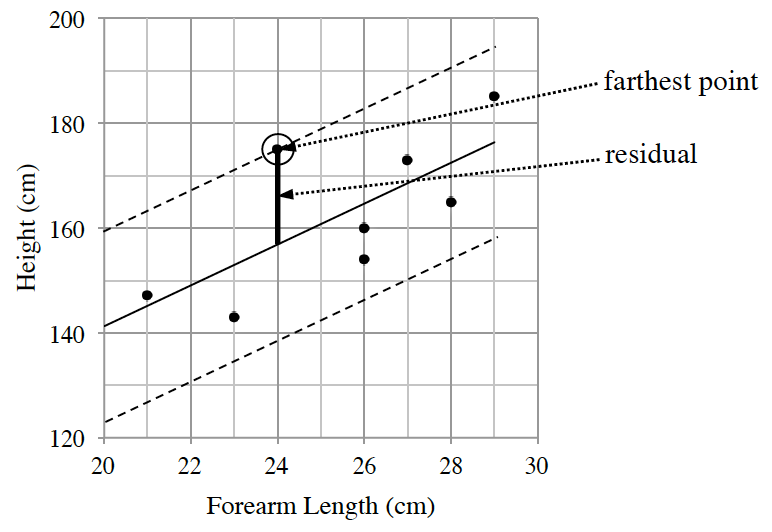 200
180
160
140
120
20
22
24
26
28
30
Height (cm)
Forearm Length (cm)
farthest point
residual